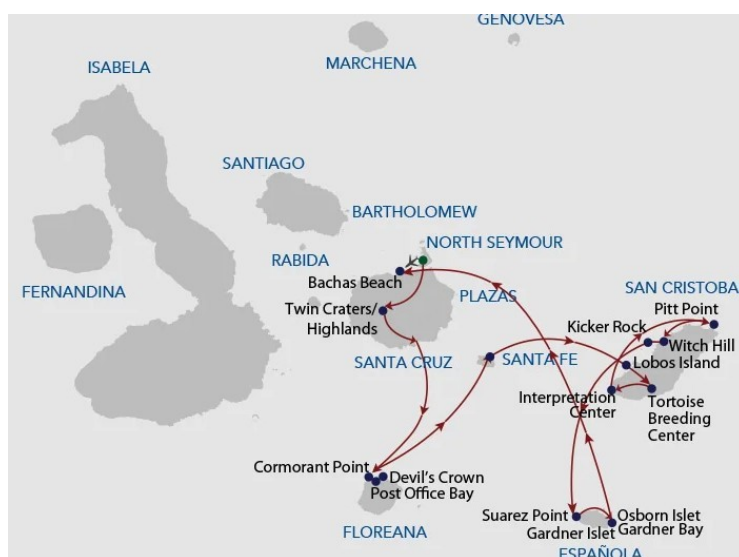 GENOVESA
MARCHENA
ISABELA
SANTIAGO
BARTHOLOMEW
NORTH SEYMOUR
RABIDA
Bachas Beach
FERNANDINA
PLAZAS
SAN CRISTOBA
Twin Craters/
Highlands
Pitt Point
Kicker Rock
Witch Hill
SANTA CRUZ
SANTA FE
Lobos Island
Interpretation
Center
Tortoise
Breeding
Center
Cormorant Point
Devil's Crown
Post Office Bay
FLOREANA
Suarez Point
Osborn Islet
Gardner Islet
Gardner Bay
ESPAÑOLA